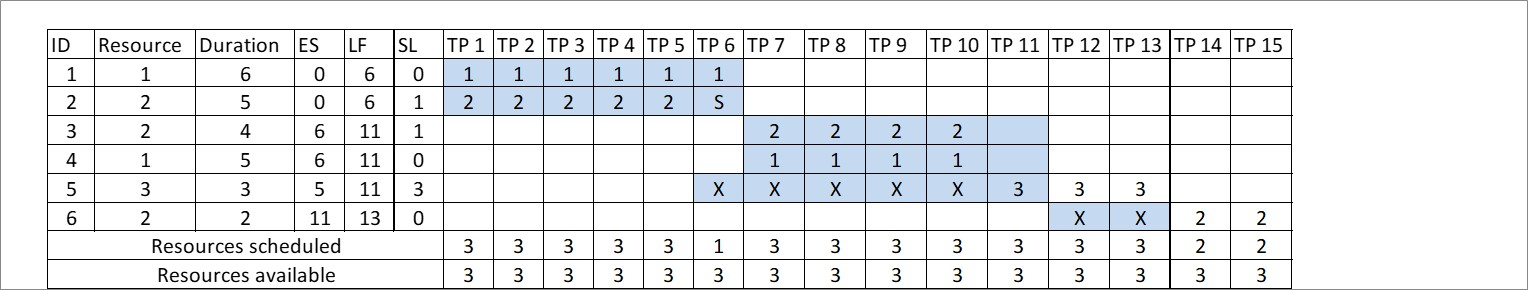 ID Resource Duration ES LF SL TP 1 TP 2 TP 3 TP 4 TP 5 TP 6 TP 7 TP 8 TP 9 TP 10 TP 11 TP 12 TP 13 TP 14 TP 15
1 1 6 0 6 0 1 1 1 1 1 1
2 2 5 0 6 1 2 2 2 2 2 S
3 2 4 6 11 1 2 2 2 2
4 1 5 6 11 0 1 1 1 1
5 3 3 5 11 3 X X X X X 3 3 3
6 2 2 11 13 0 X X 2 2
Resources scheduled 3 3 3 3 3 1 3 3 3 3 3 3 3 2 2
Resources available 3 3 3 3 3 3 3 3 3 3 3 3 3 3 3